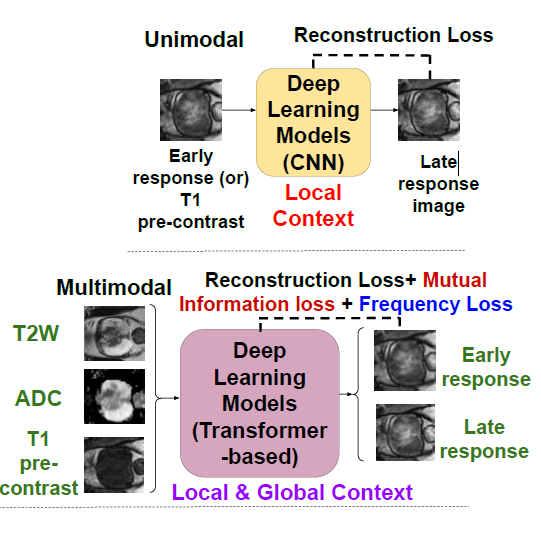 Unimodal
Reconstruction Loss
Deep
Learning
Models
(CNN)
Early
response (or)
T1
pre-contrast
Late
response
image
Local
Context
Multimodal
Reconstruction Loss+ Mutual
Information loss + Frequency Loss
T2W
ADC
T1
pre-
contrast
Deep
Learning
Models
(Transformer
-based)
Early
response
Late
response
Local & Global Context